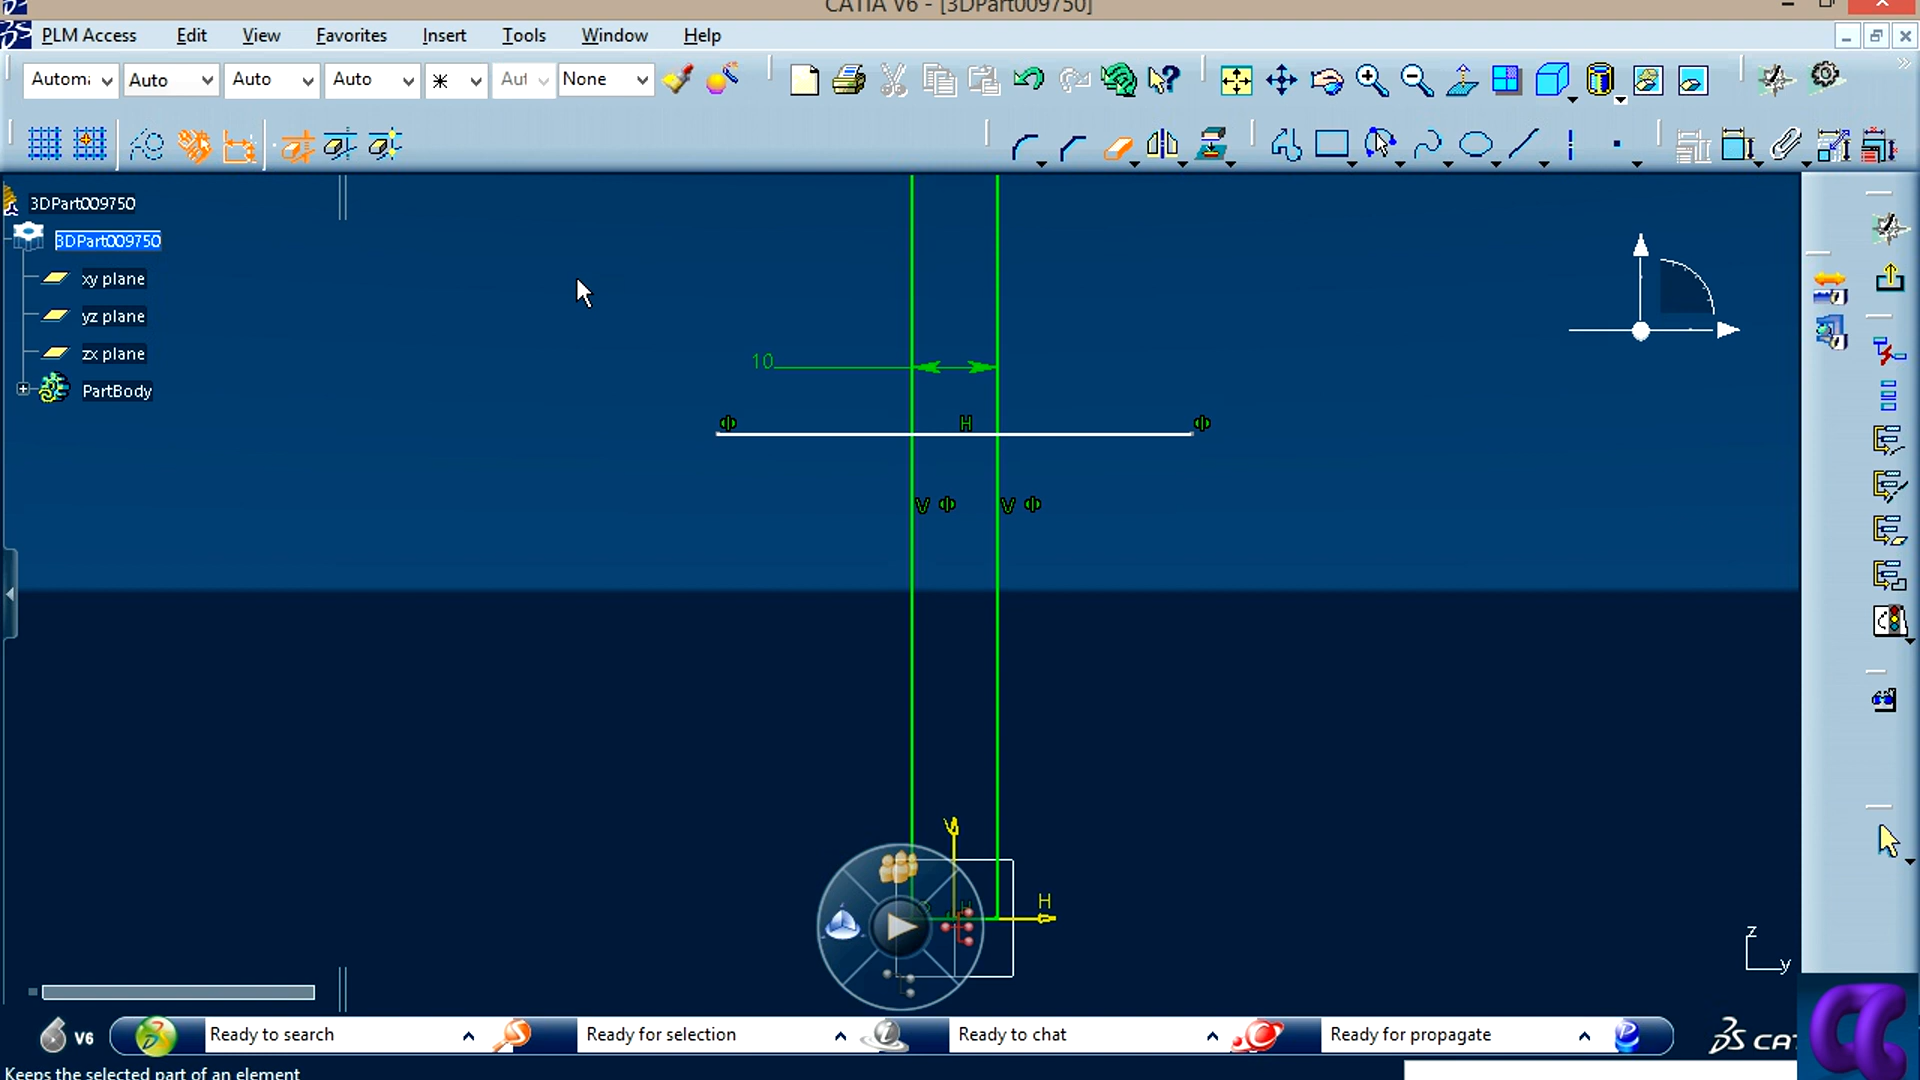 CATIA V6 - [3DPart009750]
PLM Access Edit View Favorites Insert Tools Window Help
Automa Auto Auto Auto Aut None
3DPart009750
3DPart009750
xy plane
yz plane
zx plane
PartBody
10
H
V V
H
z
y
V6 Ready to search Ready for selection Ready to chat Ready for propagate
Keeps the selected part of an element